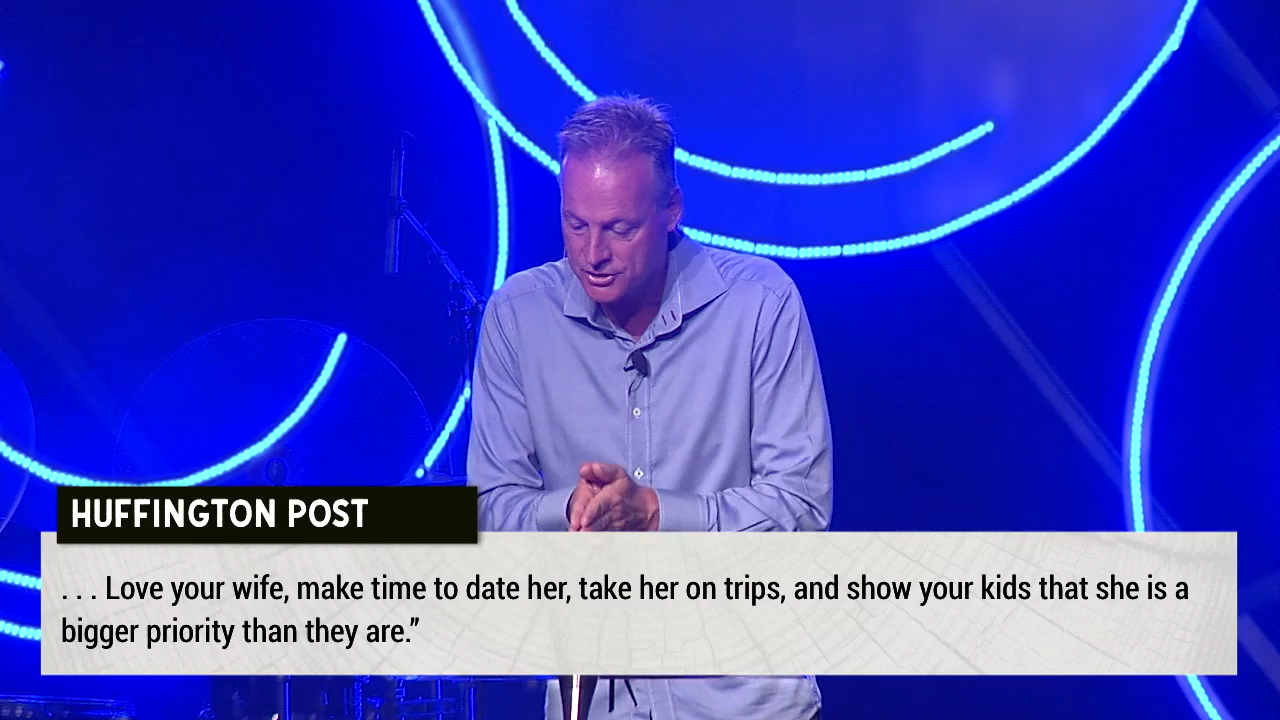 HUFFINGTON POST
. . . Love your wife, make time to date her, take her on trips, and show your kids that she is a
bigger priority than they are.”